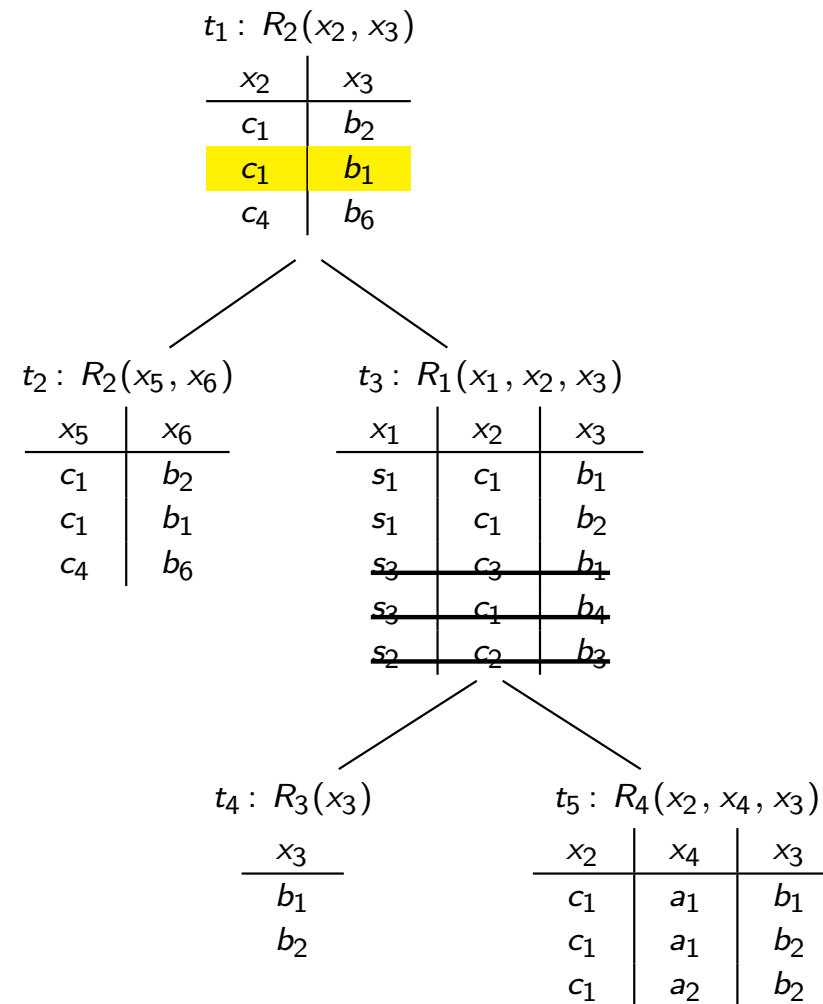 t₁ : R₂(x₂, x₃)
x₂ x₃
c₁ b₂
c₁ b₁
c₄ b₆
t₂ : R₂(x₅, x₆) t₃ : R₁(x₁, x₂, x₃)
x₅ x₆ x₁ x₂ x₃
c₁ b₂ s₁ c₁ b₁
c₁ b₁ s₁ c₁ b₂
c₄ b₆ s₃ c₃ b₁
s₃ c₁ b₄
s₂ c₂ b₃
t₄ : R₃(x₃) t₅ : R₄(x₂, x₄, x₃)
x₃ x₂ x₄ x₃
b₁ c₁ a₁ b₁
b₂ c₁ a₁ b₂
c₁ a₂ b₂